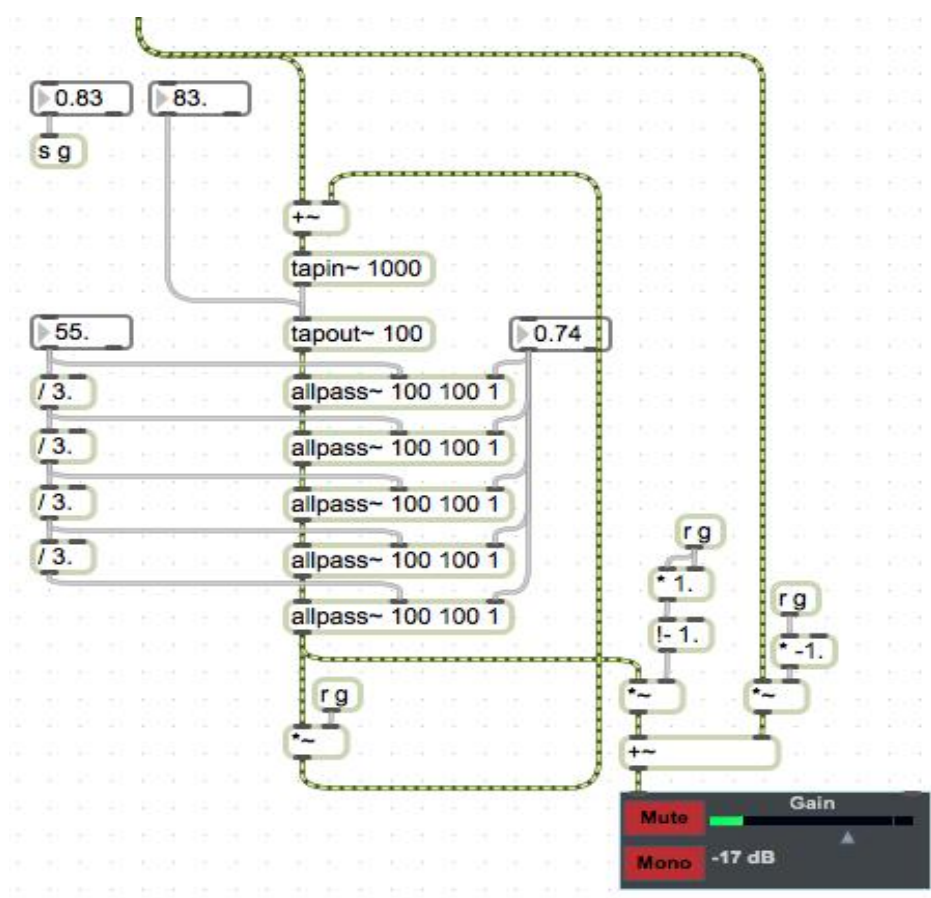 0.83
83.
s g
+~
tapin~ 1000
55.
tapout~ 100
0.74
/ 3.
allpass~ 100 100 1
/ 3.
allpass~ 100 100 1
/ 3.
allpass~ 100 100 1
/ 3.
allpass~ 100 100 1
allpass~ 100 100 1
r g
* 1.
!- 1.
r g
* -1.
r g
*~
*~
*~
+~
Mute
Gain
Mono
-17 dB